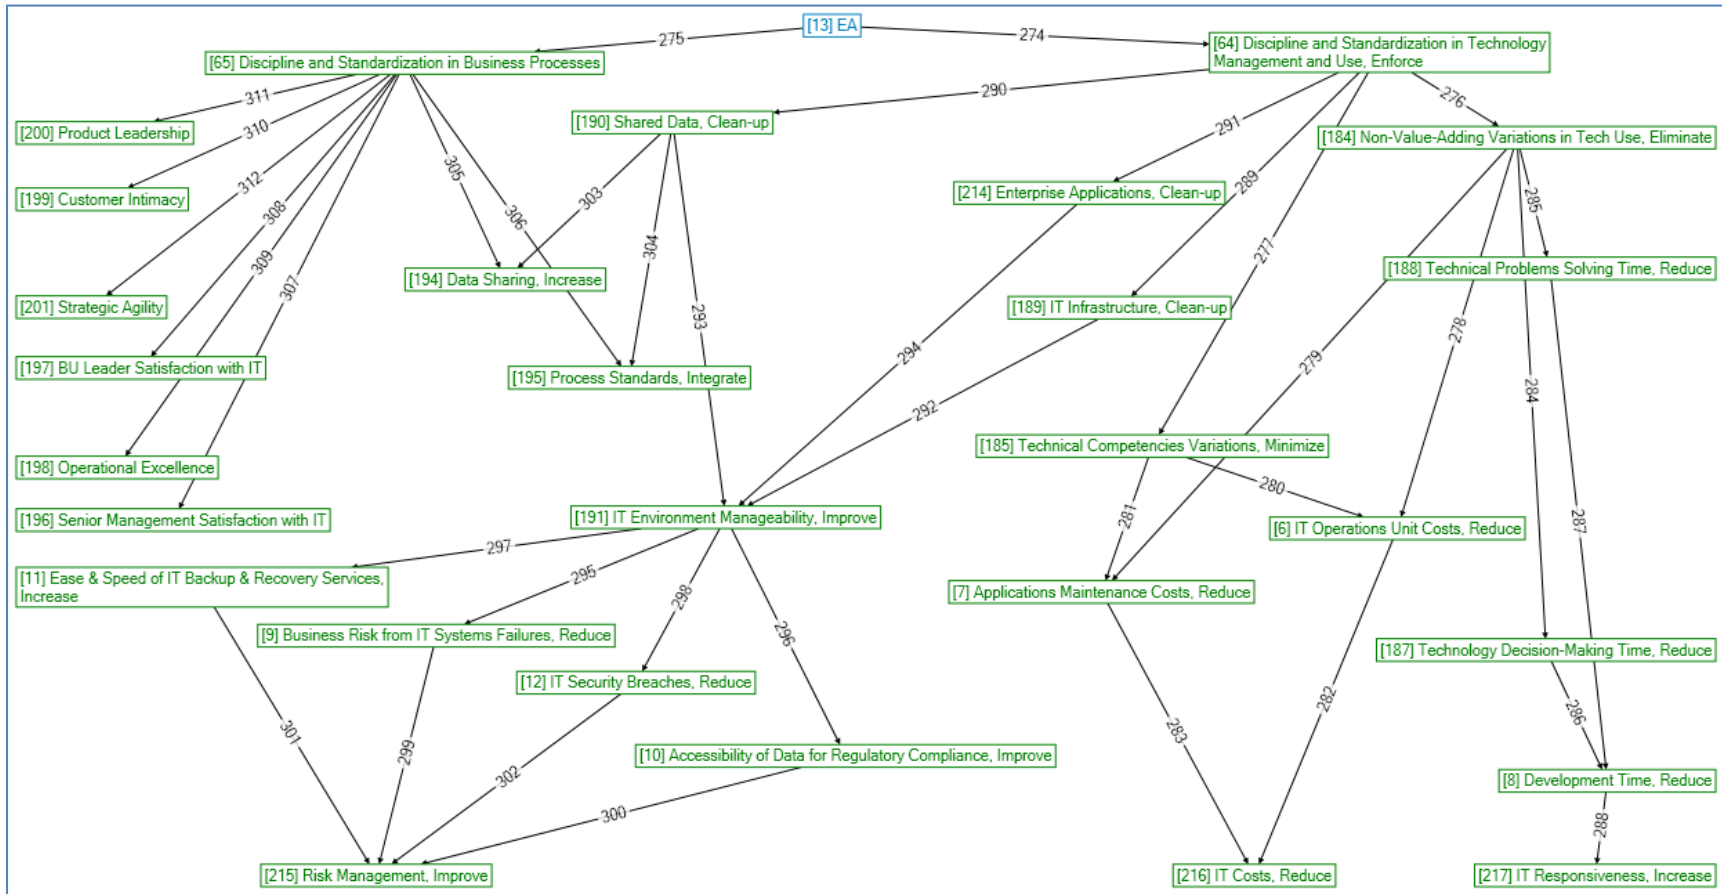 [13] EA
275
274
[65] Discipline and Standardization in Business Processes
[64] Discipline and Standardization in Technology
Management and Use, Enforce
311
290
276
[200] Product Leadership
310
[190] Shared Data, Clean-up
291
[184] Non-Value-Adding Variations in Tech Use, Eliminate
305
312
303
289
[199] Customer Intimacy
[214] Enterprise Applications, Clean-up
285
308
306
304
277
309
[188] Technical Problems Solving Time, Reduce
307
[194] Data Sharing, Increase
[201] Strategic Agility
[189] IT Infrastructure, Clean-up
293
278
294
279
[197] BU Leader Satisfaction with IT
[195] Process Standards, Integrate
284
292
[185] Technical Competencies Variations, Minimize
[198] Operational Excellence
280
[196] Senior Management Satisfaction with IT
[191] IT Environment Manageability, Improve
281
[6] IT Operations Unit Costs, Reduce
287
297
295
298
[11] Ease & Speed of IT Backup & Recovery Services,
Increase
[7] Applications Maintenance Costs, Reduce
[9] Business Risk from IT Systems Failures, Reduce
296
[187] Technology Decision-Making Time, Reduce
[12] IT Security Breaches, Reduce
282
286
301
299
283
[10] Accessibility of Data for Regulatory Compliance, Improve
302
[8] Development Time, Reduce
300
288
[215] Risk Management, Improve
[216] IT Costs, Reduce
[217] IT Responsiveness, Increase